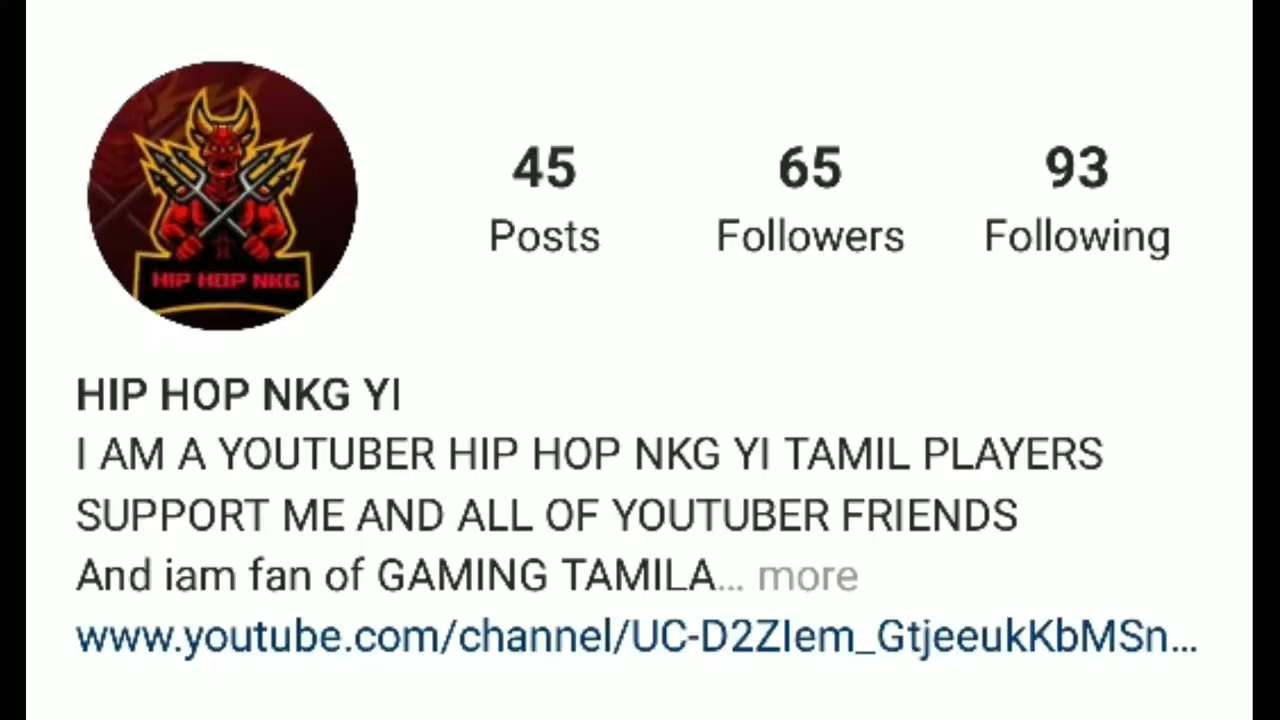 HIP HOP NKG
45 65 93
Posts Followers Following
HIP HOP NKG YI
I AM A YOUTUBER HIP HOP NKG YI TAMIL PLAYERS
SUPPORT ME AND ALL OF YOUTUBER FRIENDS
And iam fan of GAMING TAMILA... more
www.youtube.com/channel/UC-D2ZIem_GtjeeukKbMSn...